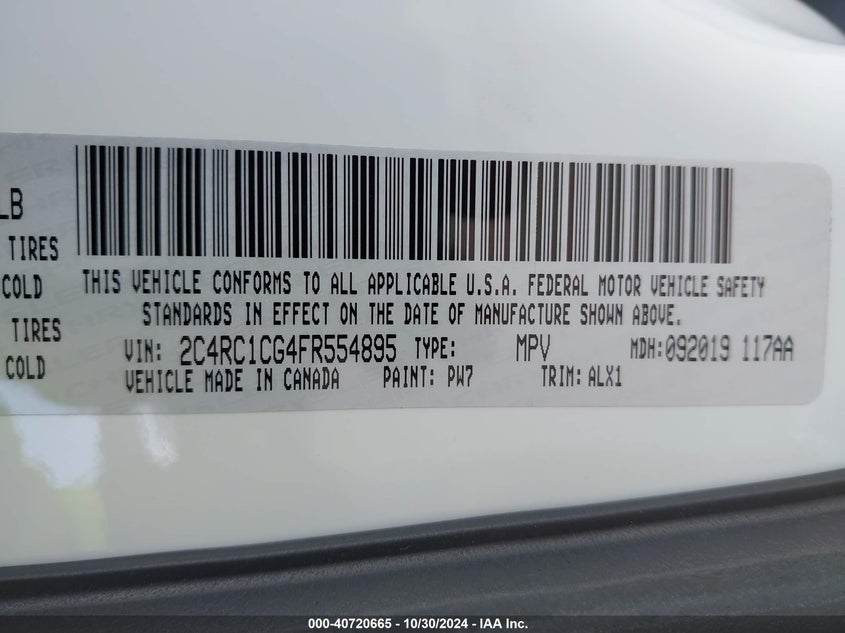 LB
TIRES
COLD
TIRES
COLD
THIS VEHICLE CONFORMS TO ALL APPLICABLE U.S.A. FEDERAL MOTOR VEHICLE SAFETY
STANDARDS IN EFFECT ON THE DATE OF MANUFACTURE SHOWN ABOVE.
VIN: 2C4RC1CG4FR554895 TYPE: MPV MDH:092019 117AA
VEHICLE MADE IN CANADA PAINT: PW7 TRIM: ALX1
000-40720665 - 10/30/2024 - IAA Inc.